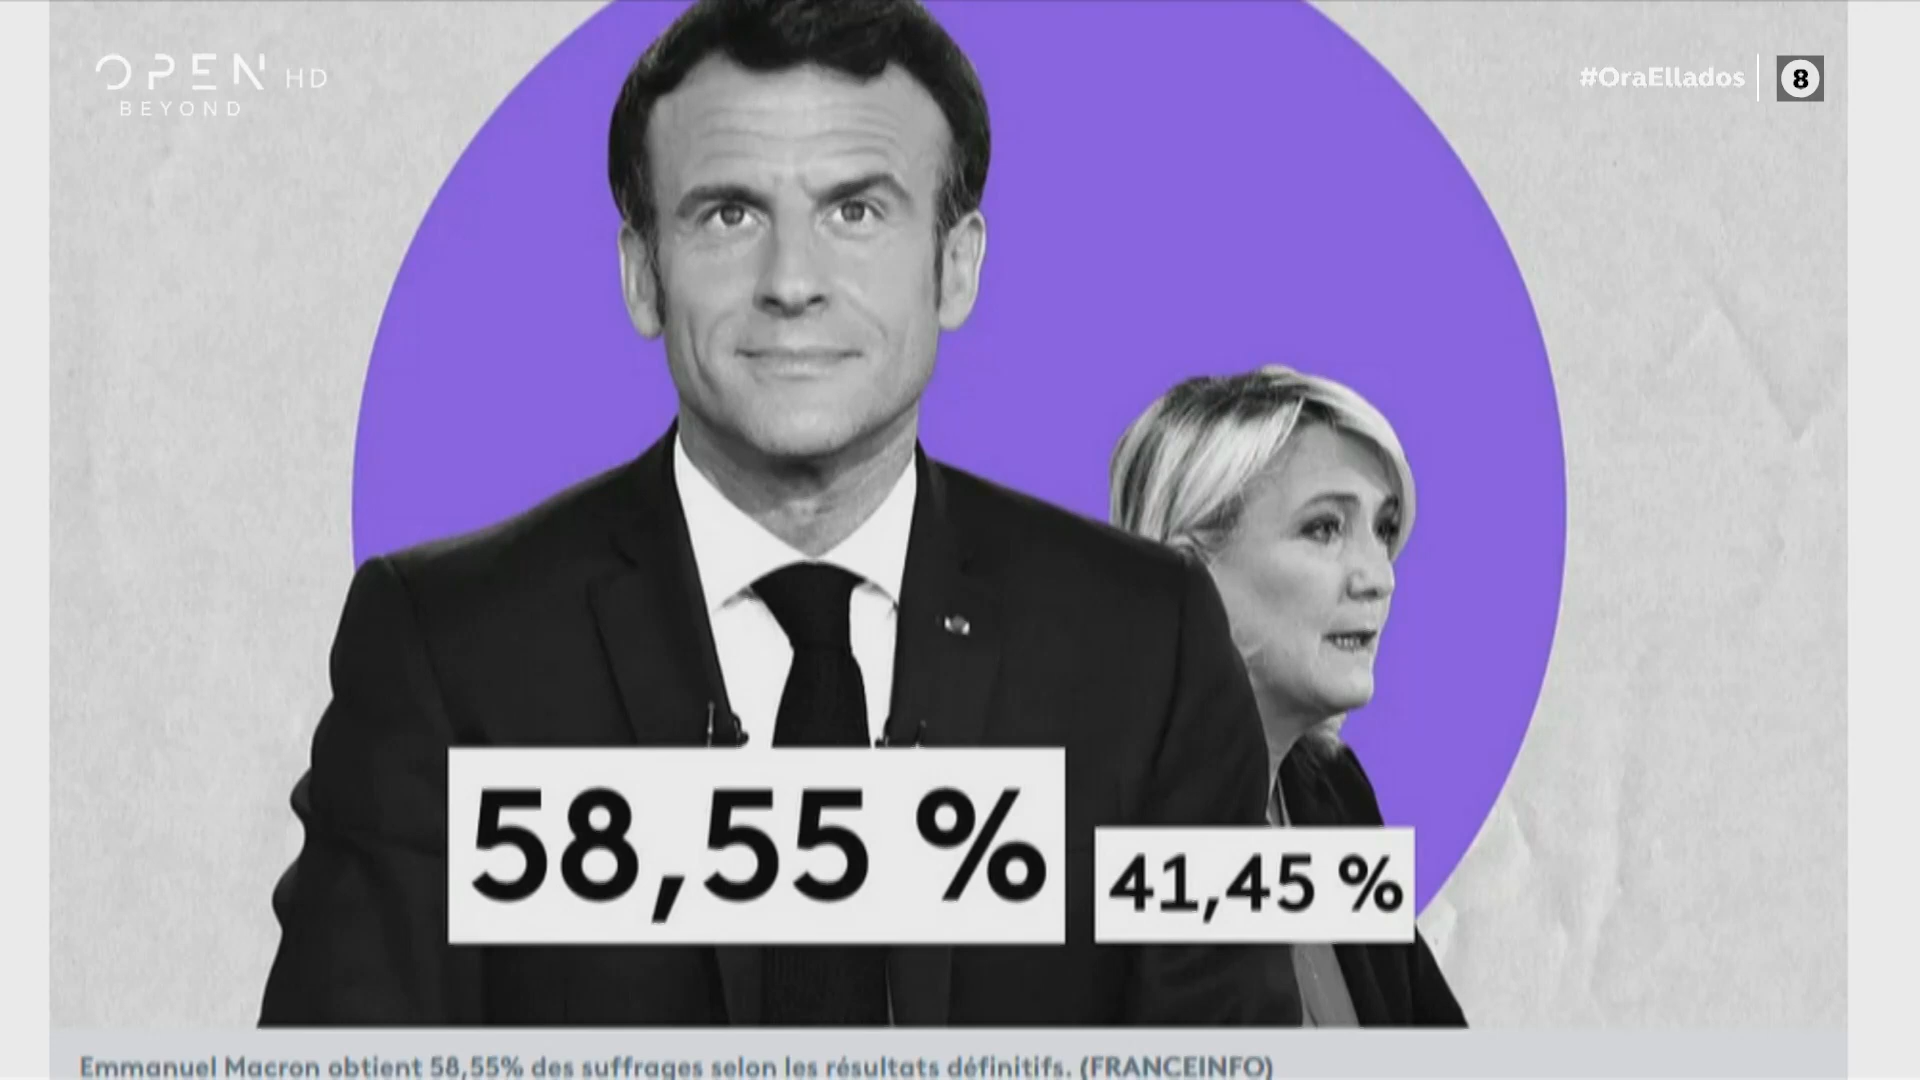 OPEN HD
BEYOND
#OraEllados
8
58,55 %
41,45 %
Emmanuel Macron obtient 58,55% des suffrages selon les résultats définitifs. (FRANCEINFO)